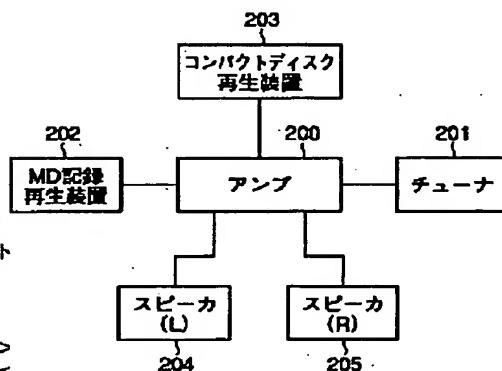 203
コンパクトディスク
再生装置
202
200
201
MD記録
再生装置
アンプ
チューナ
ト
スピーカ
(L)
スピーカ
(R)
204
205